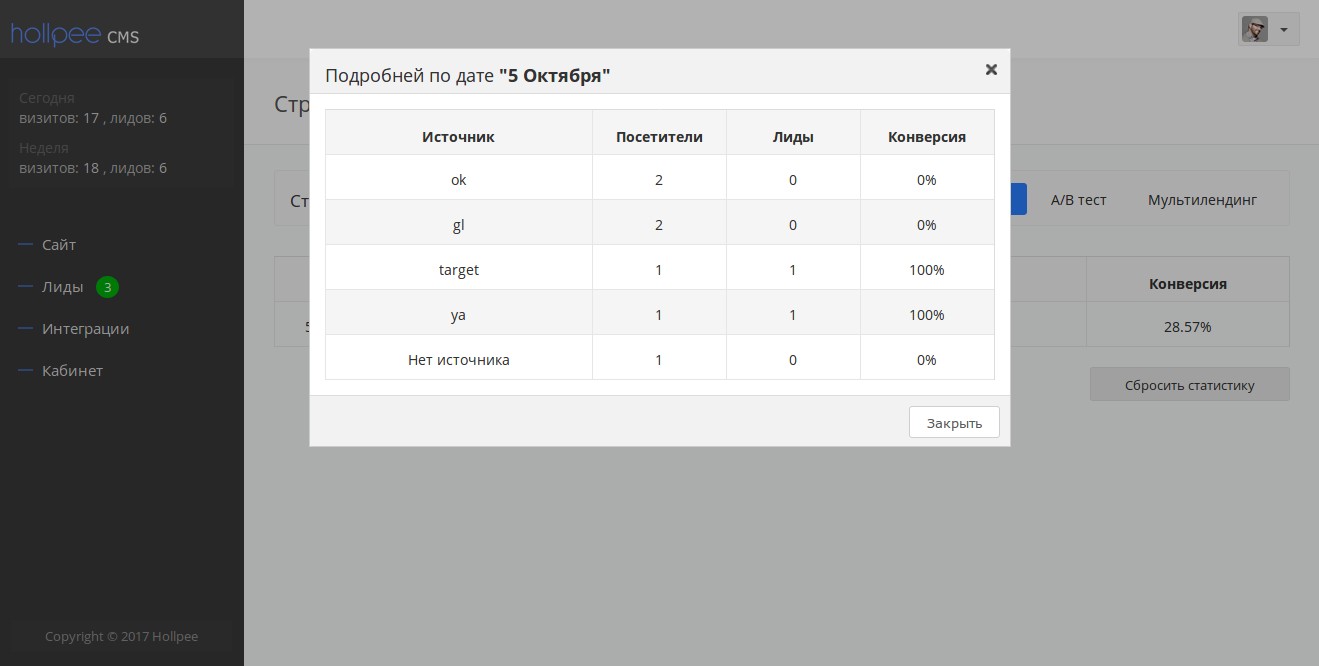 hollpee CMS
Сегодня
визитов: 17 , лидов: 6
Неделя
визитов: 18 , лидов: 6
Сайт
Лиды 3
Интеграции
Кабинет
Copyright © 2017 Hollpee
Подробней по дате "5 Октября"
Источник Посетители Лиды Конверсия
ok 2 0 0%
gl 2 0 0%
target 1 1 100%
ya 1 1 100%
Нет источника 1 0 0%
Закрыть
A/B тест Мультилендинг
Конверсия
28.57%
Сбросить статистику